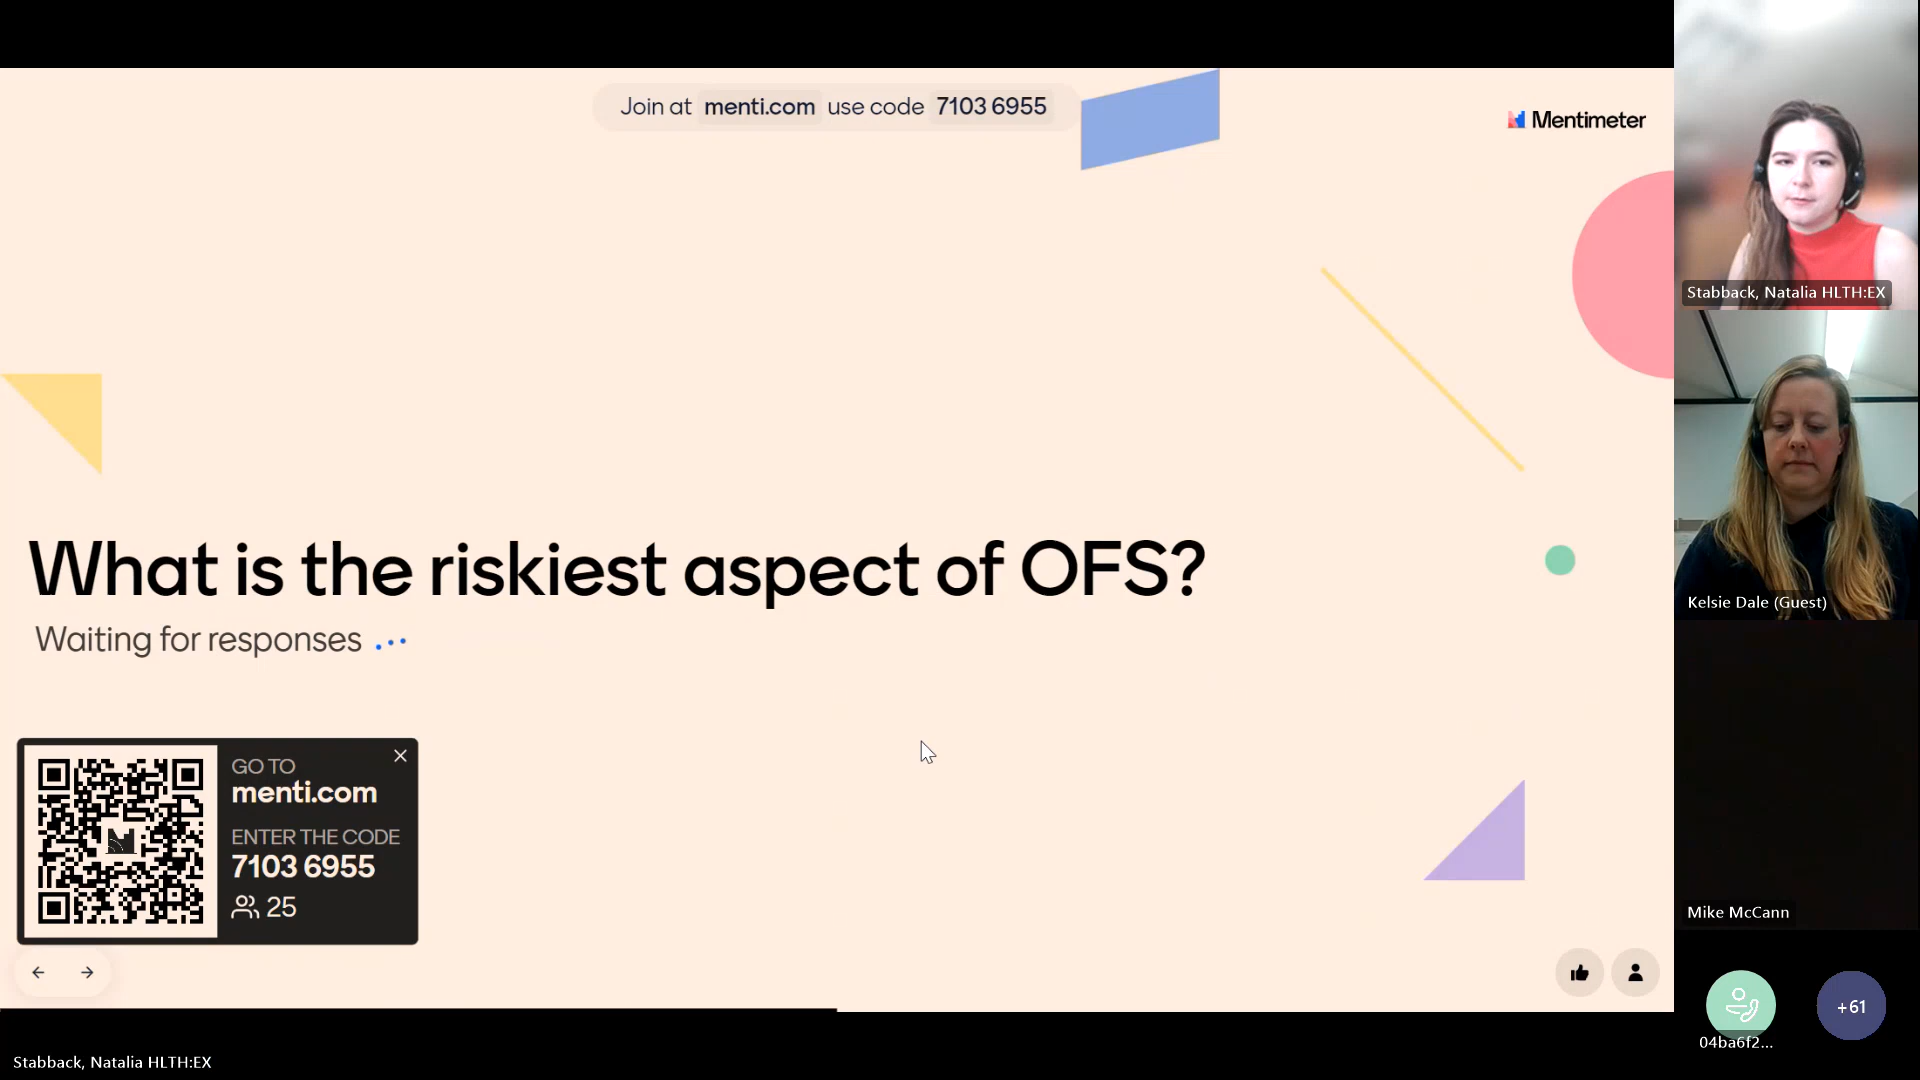 Join at menti.com use code 7103 6955
Mentimeter
What is the riskiest aspect of OFS?
Waiting for responses ...
GO TO
menti.com
ENTER THE CODE
7103 6955
25
Stabback, Natalia HLTH:EX
Stabback, Natalia HLTH:EX
Kelsie Dale (Guest)
Mike McCann
04ba6f2...
+61